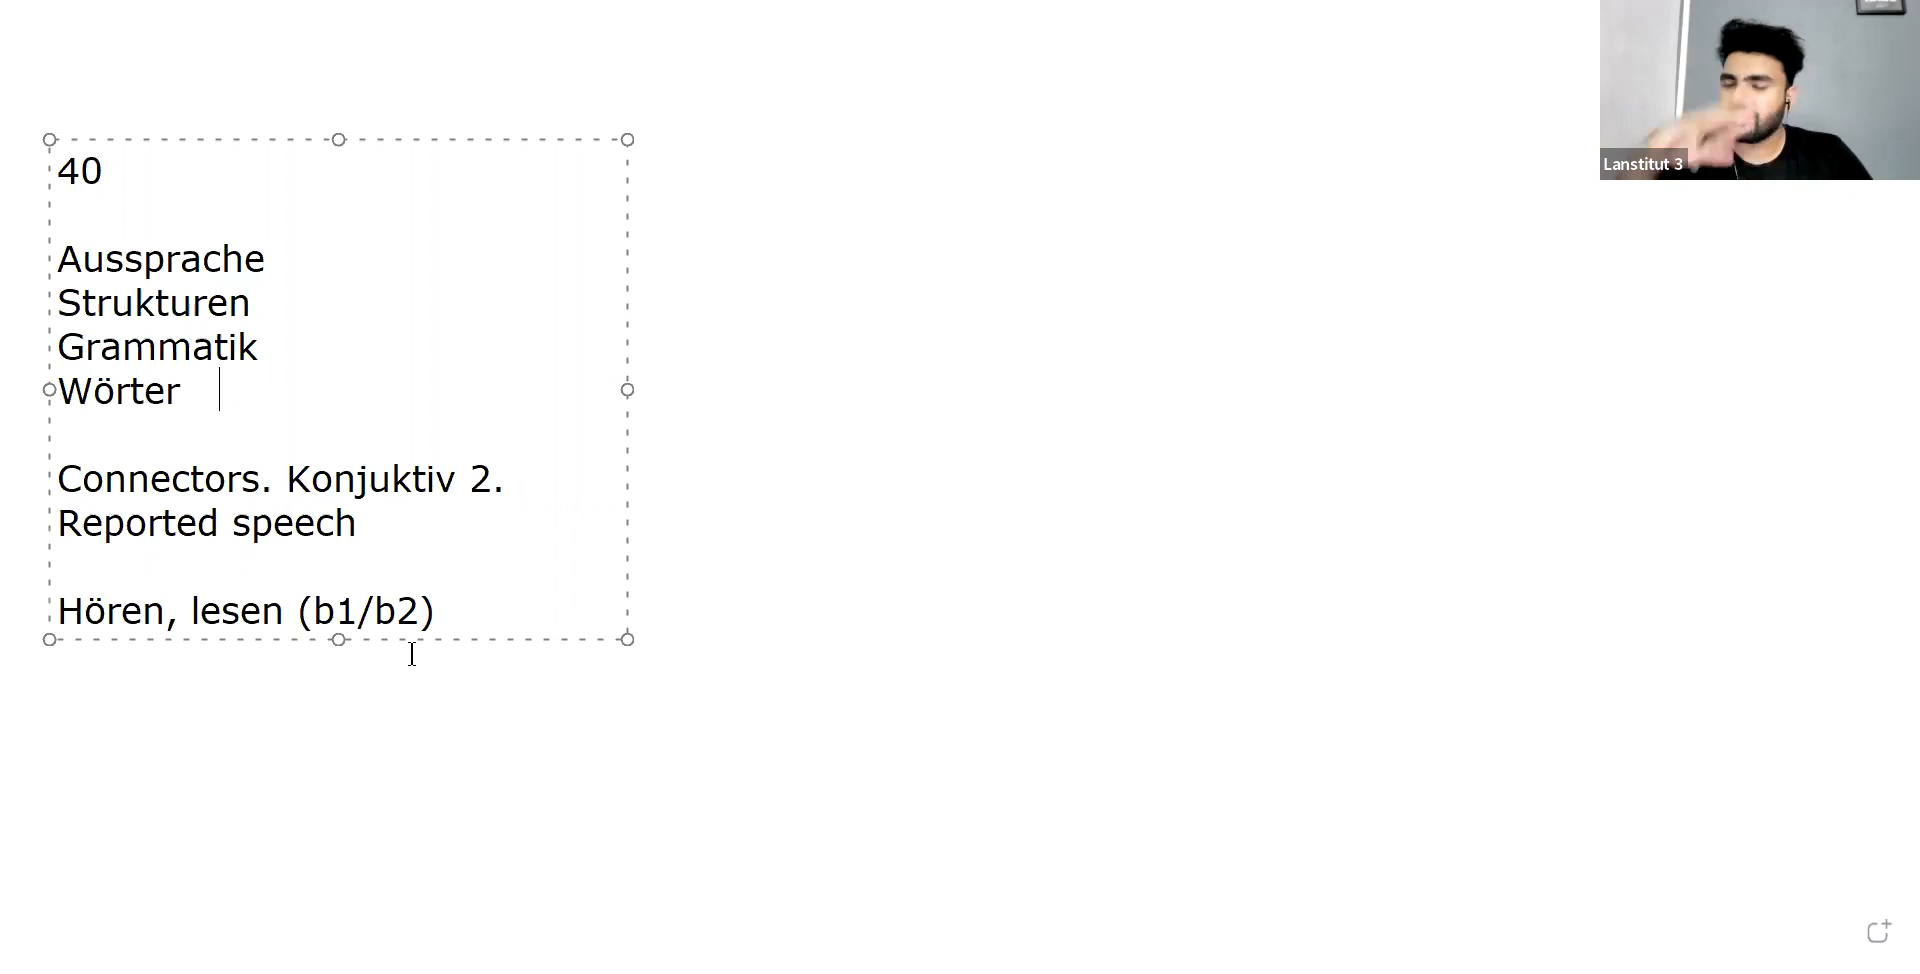 40
Aussprache
Strukturen
Grammatik
Wörter
Connectors. Konjuktiv 2.
Reported speech
Hören, lesen (b1/b2)
Lanstitut 3